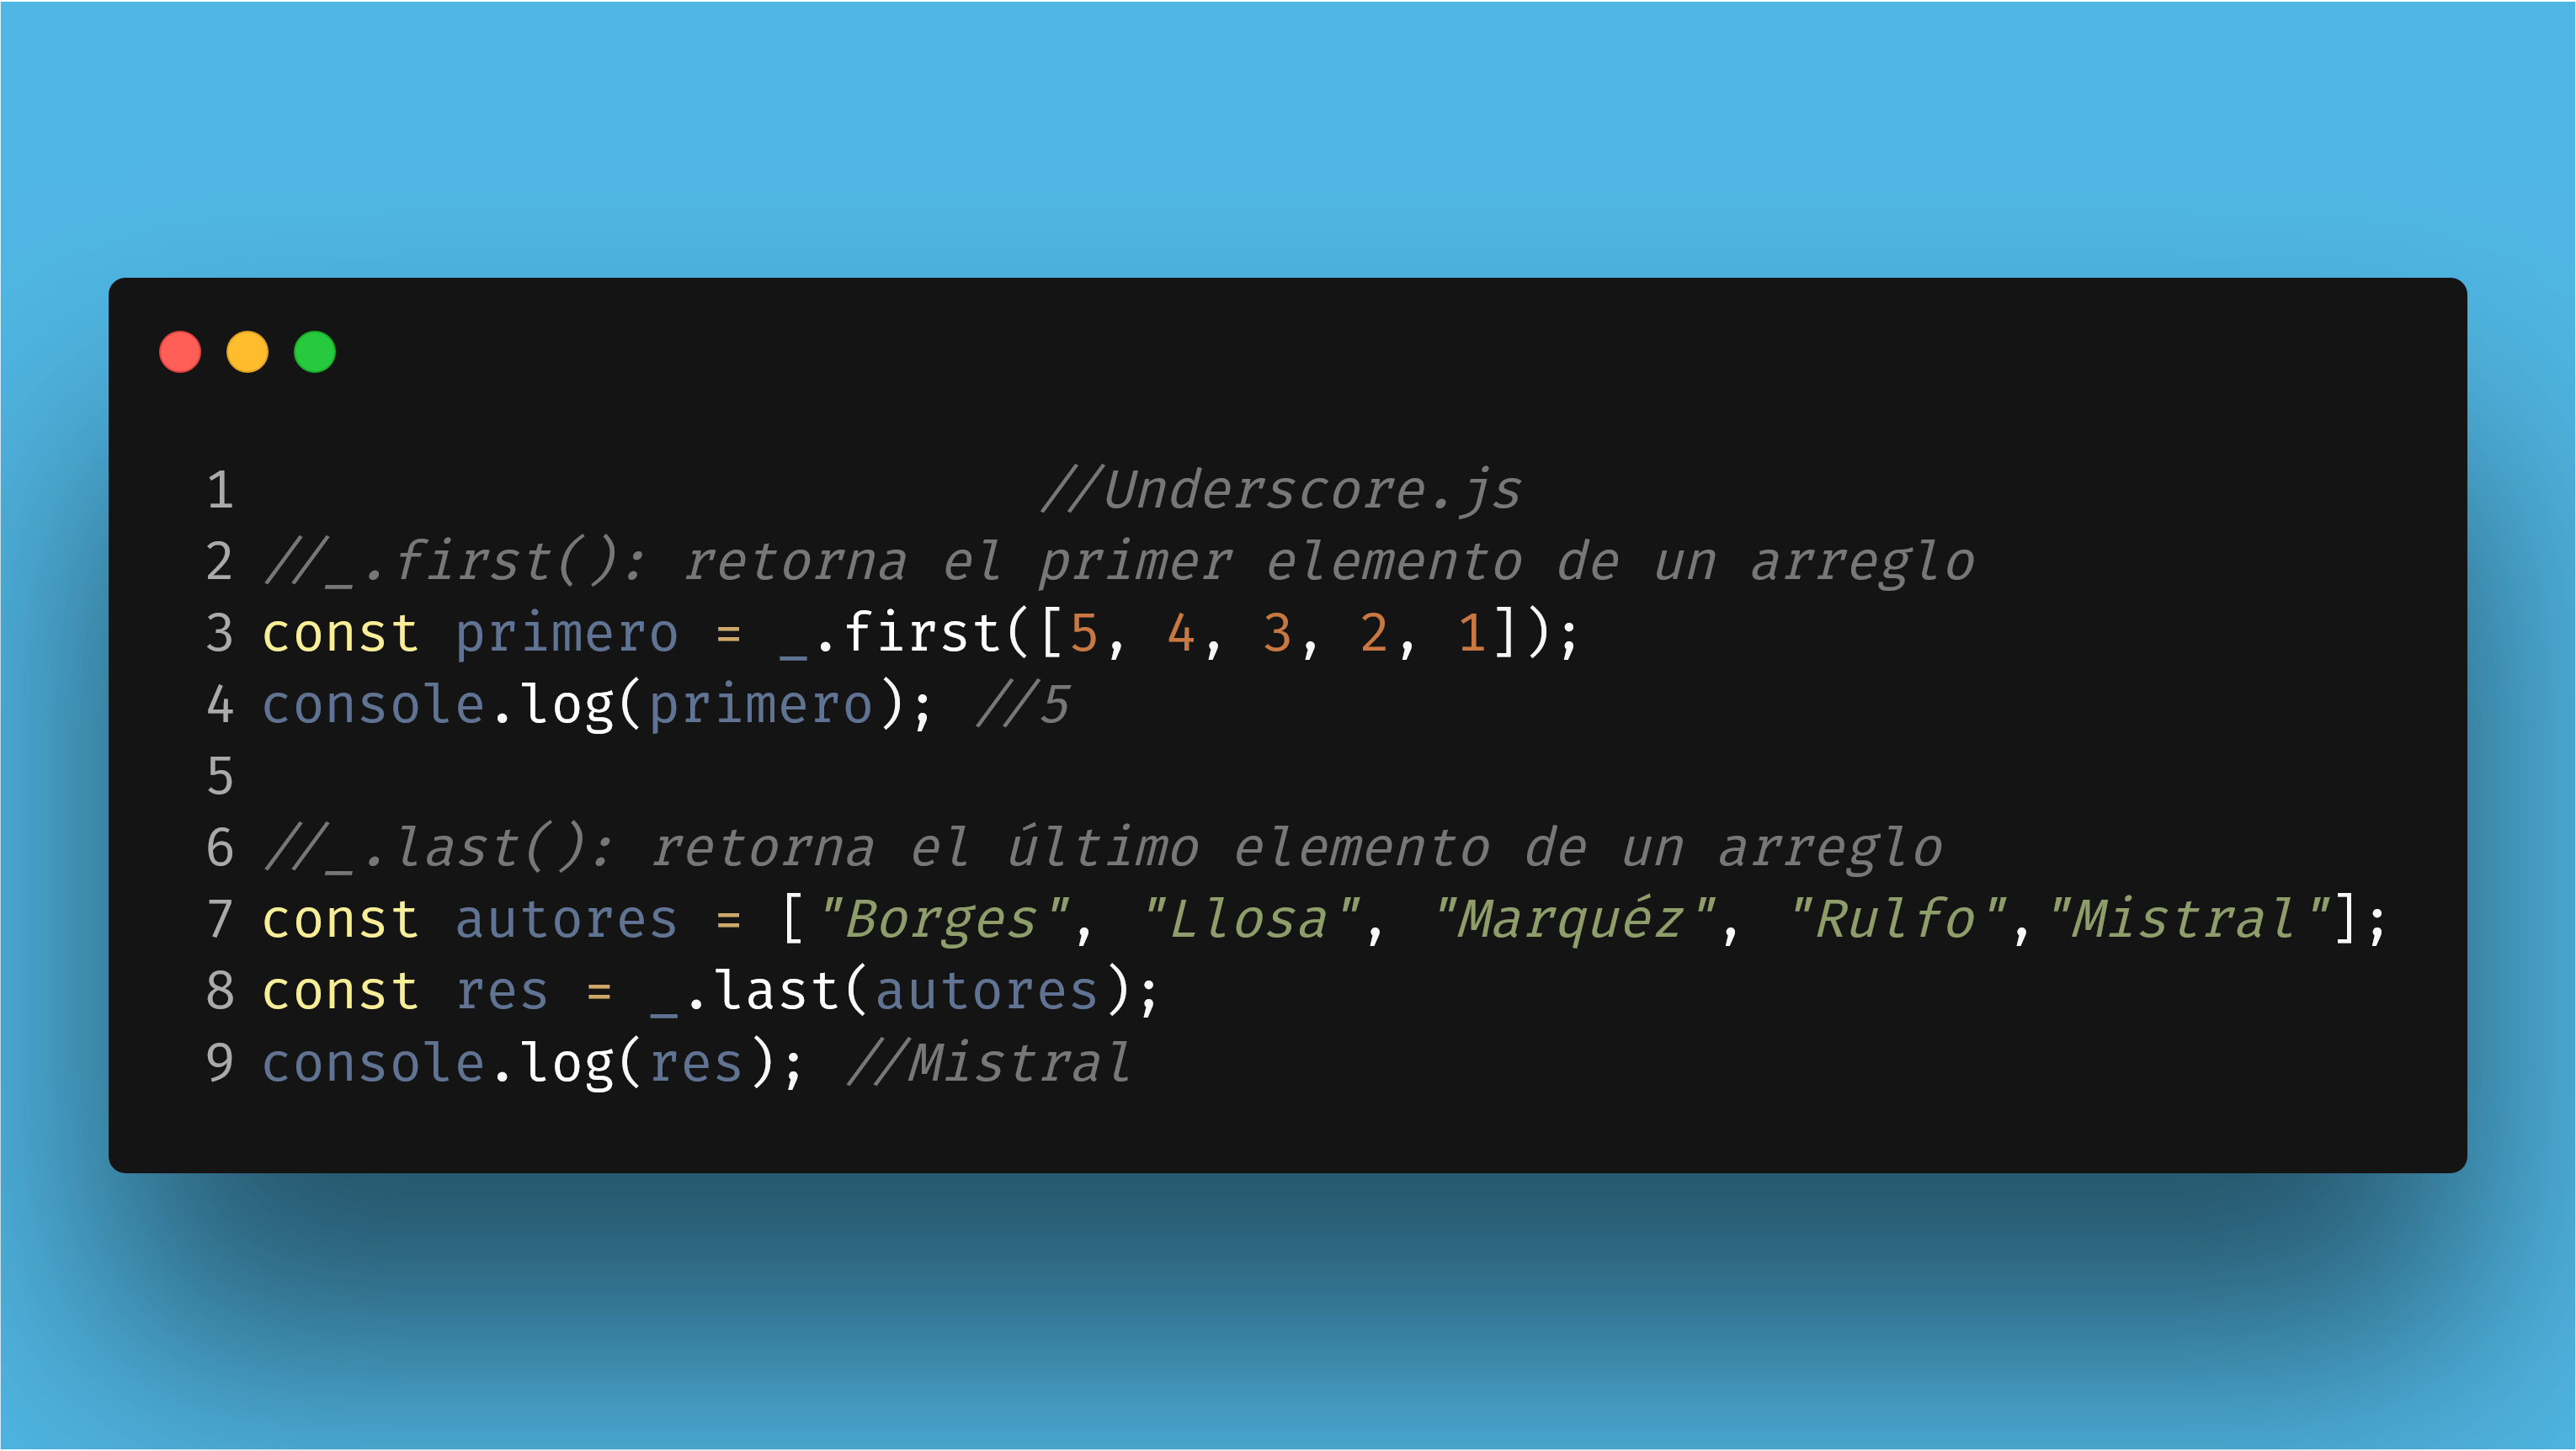 1 //Underscore.js
2 //_.first(): retorna el primer elemento de un arreglo
3 const primero = _.first([5, 4, 3, 2, 1]);
4 console.log(primero); //5
5
6 //_.last(): retorna el último elemento de un arreglo
7 const autores = ["Borges", "Llosa", "Marquéz", "Rulfo","Mistral"];
8 const res = _.last(autores);
9 console.log(res); //Mistral